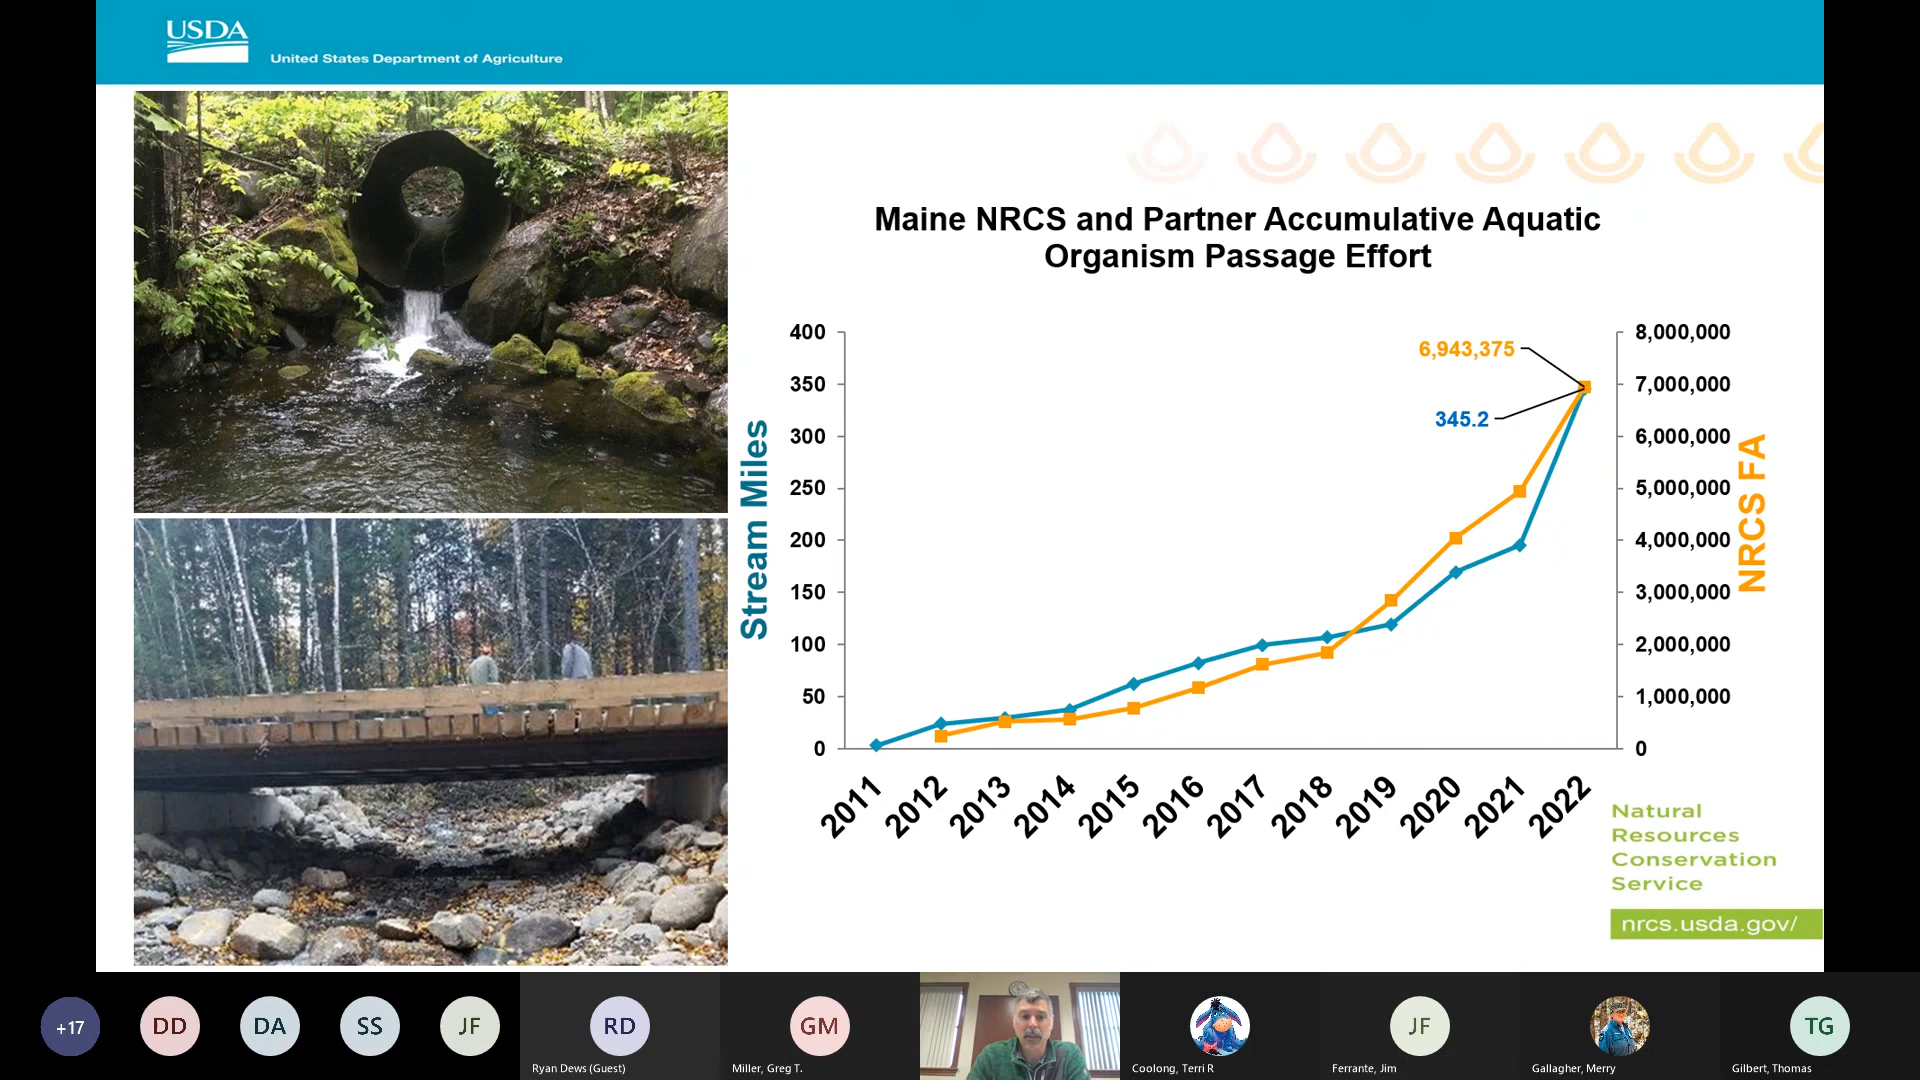 USDA
United States Department of Agriculture
Maine NRCS and Partner Accumulative Aquatic
Organism Passage Effort
Stream Miles
400
350
300
250
200
150
100
50
0
6,943,375
345.2
8,000,000
7,000,000
6,000,000
5,000,000
4,000,000
3,000,000
2,000,000
1,000,000
0
NRCS FA
2011 2012 2013 2014 2015 2016 2017 2018 2019 2020 2021 2022
Natural
Resources
Conservation
Service
nrcs.usda.gov/
+17 DD DA SS JF RD GM JF TG
Ryan Dews (Guest) Miller, Greg T. Coolong, Terri R Ferrante, Jim Gallagher, Merry Gilbert, Thomas